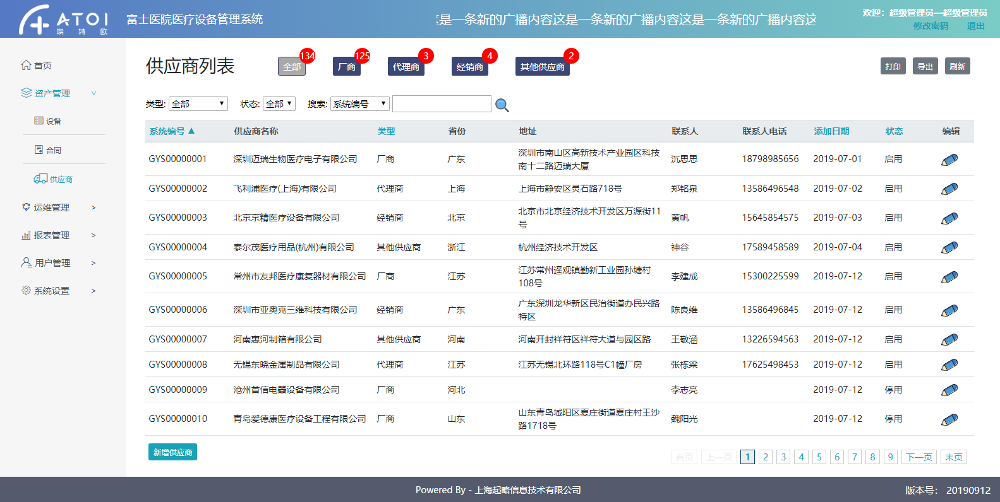 ATOI
埃特欧
富士医院医疗设备管理系统
是一条新的广播内容这是一条新的广播内容这是一条新的广播内容这
欢迎: 超级管理员—超级管理员
修改密码 退出
首页
资产管理
设备
合同
供应商
运维管理 >
报表管理 >
用户管理 >
系统设置 >
供应商列表
全部 134
厂商 125
代理商 3
经销商 4
其他供应商 2
打印 导出 刷新
类型: 全部 状态: 全部 搜索: 系统编号
系统编号▲ 供应商名称 类型 省份 地址 联系人 联系人电话 添加日期 状态 编辑
GYS00000001 深圳迈瑞生物医疗电子有限公司 厂商 广东 深圳市南山区高新技术产业园区科技南十二路迈瑞大厦 沉思思 18798985656 2019-07-01 启用
GYS00000002 飞利浦医疗(上海)有限公司 代理商 上海 上海市静安区灵石路718号 郑铭泉 13586496548 2019-07-02 启用
GYS00000003 北京京精医疗设备有限公司 经销商 北京 北京市北京经济技术开发区万源街11号 黄帆 15645854575 2019-07-03 启用
GYS00000004 泰尔茂医疗用品(杭州)有限公司 其他供应商 浙江 杭州经济技术开发区 神谷 17589458589 2019-07-04 启用
GYS00000005 常州市友邦医疗康复器材有限公司 厂商 江苏 江苏常州遥观镇勤新工业园孙塘村108号 李建成 15300225599 2019-07-12 启用
GYS00000006 深圳市亚奥克三维科技有限公司 经销商 广东 广东深圳龙华新区民治街道办民兴路特区 陈良维 13586496845 2019-07-12 启用
GYS00000007 河南惠河制箱有限公司 其他供应商 河南 河南开封祥符区祥符大道与园区路 王敬涵 13226594563 2019-07-12 启用
GYS00000008 无锡东晓金属制品有限公司 代理商 江苏 江苏无锡北环路118号C1幢厂房 张栋梁 17625498453 2019-07-12 启用
GYS00000009 沧州首信电器设备有限公司 厂商 河北 李志亮 2019-07-12 停用
GYS00000010 青岛爱德康医疗设备工程有限公司 厂商 山东 山东青岛城阳区夏庄街道夏庄村王沙路1718号 魏阳光 2019-07-12 停用
新增供应商
首页 上一页 1 2 3 4 5 6 7 8 9 下一页 末页
Powered By - 上海起略信息技术有限公司
版本号: 20190912